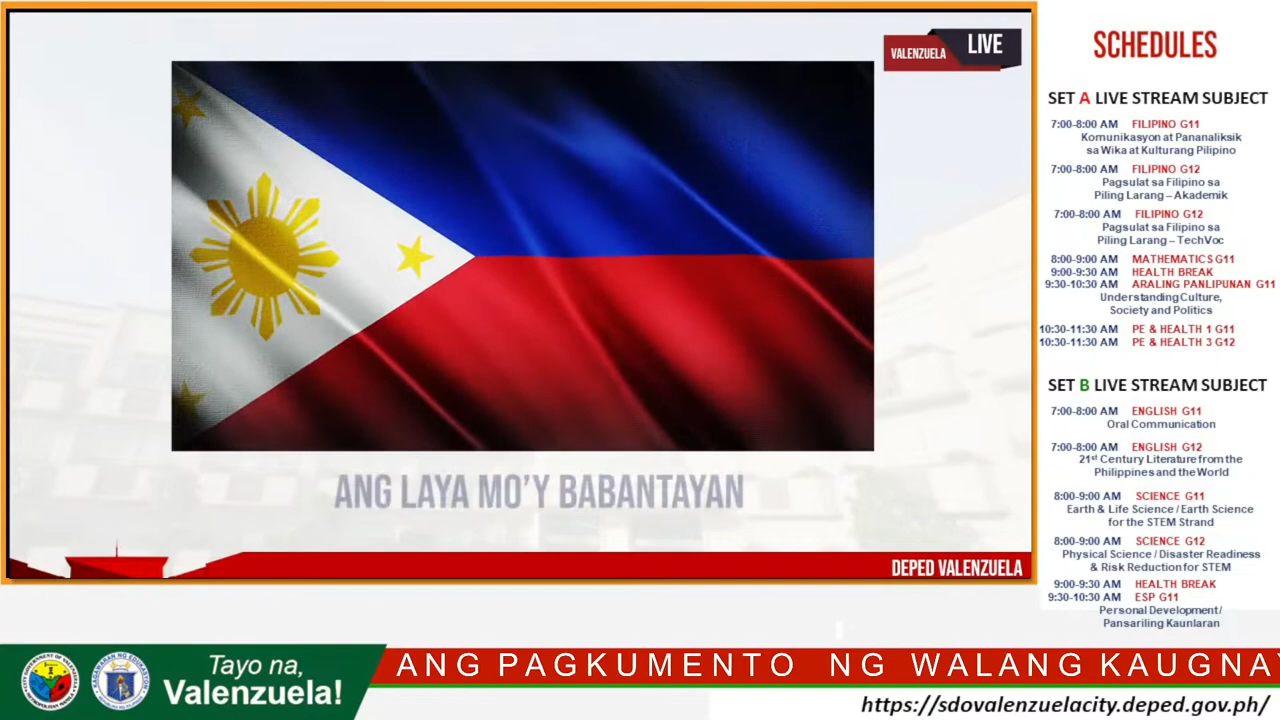 VALENZUELA LIVE
ANG LAYA MO'Y BABANTAYAN
DEPED VALENZUELA
SCHEDULES
SET A LIVE STREAM SUBJECT
7:00-8:00 AM FILIPINO G11
Komunikasyon at Pananaliksik
sa Wika at Kulturang Pilipino
7:00-8:00 AM FILIPINO G12
Pagsulat sa Filipino sa
Piling Larang – Akademik
7:00-8:00 AM FILIPINO G12
Pagsulat sa Filipino sa
Piling Larang – TechVoc
8:00-9:00 AM MATHEMATICS G11
9:00-9:30 AM HEALTH BREAK
9:30-10:30 AM ARALING PANLIPUNAN G11
Understanding Culture,
Society and Politics
10:30-11:30 AM PE & HEALTH 1 G11
10:30-11:30 AM PE & HEALTH 3 G12
SET B LIVE STREAM SUBJECT
7:00-8:00 AM ENGLISH G11
Oral Communication
7:00-8:00 AM ENGLISH G12
21st Century Literature from the
Philippines and the World
8:00-9:00 AM SCIENCE G11
Earth & Life Science / Earth Science
for the STEM Strand
8:00-9:00 AM SCIENCE G12
Physical Science / Disaster Readiness
& Risk Reduction for STEM
9:00-9:30 AM HEALTH BREAK
9:30-10:30 AM ESP G11
Personal Development/
Pansariling Kaunlaran
Tayo na,
Valenzuela!
ANG PAGKUMENTO NG WALANG KAUGNAY
https://sdovalenzuelacity.deped.gov.ph/